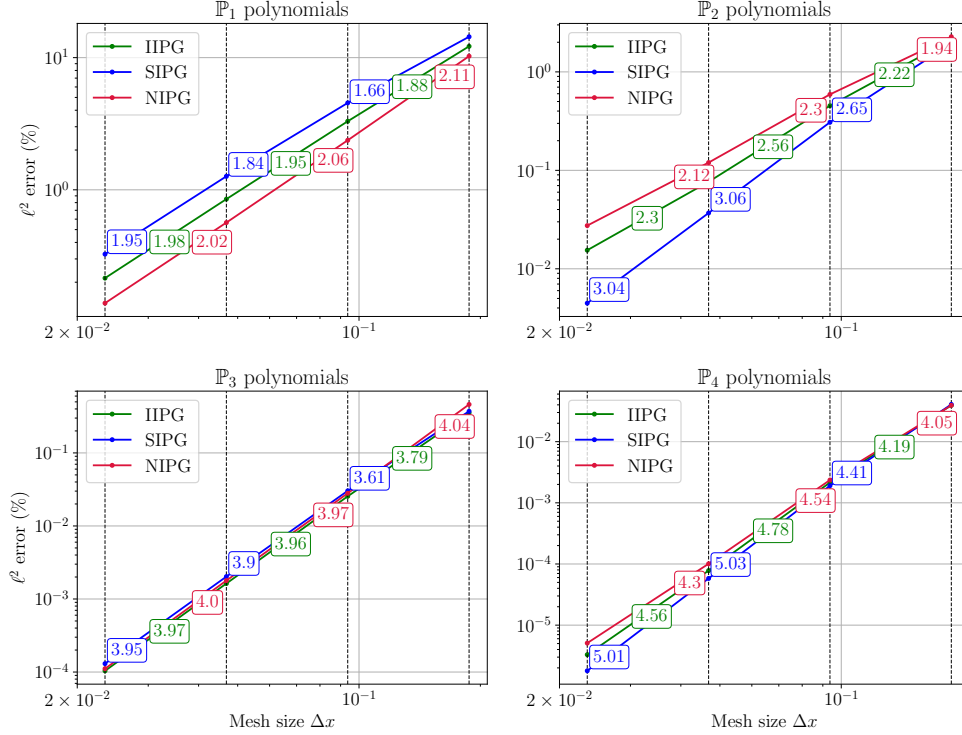 ℙ₁ polynomials
IIPG
SIPG
NIPG
10¹
10⁰
ℓ² error (%)
2 × 10⁻²
10⁻¹
1.95
1.84
1.66
1.98
1.95
1.88
2.02
2.06
2.11
ℙ₂ polynomials
IIPG
SIPG
NIPG
10⁰
10⁻¹
10⁻²
2 × 10⁻²
10⁻¹
3.04
3.06
2.65
2.3
2.56
2.22
2.12
2.3
1.94
ℙ₃ polynomials
IIPG
SIPG
NIPG
10⁻¹
10⁻²
10⁻³
10⁻⁴
ℓ² error (%)
2 × 10⁻²
10⁻¹
Mesh size Δx
3.95
3.9
3.61
3.97
3.96
3.79
4.0
3.97
4.04
ℙ₄ polynomials
IIPG
SIPG
NIPG
10⁻²
10⁻³
10⁻⁴
10⁻⁵
2 × 10⁻²
10⁻¹
Mesh size Δx
5.01
5.03
4.41
4.56
4.78
4.19
4.3
4.54
4.05